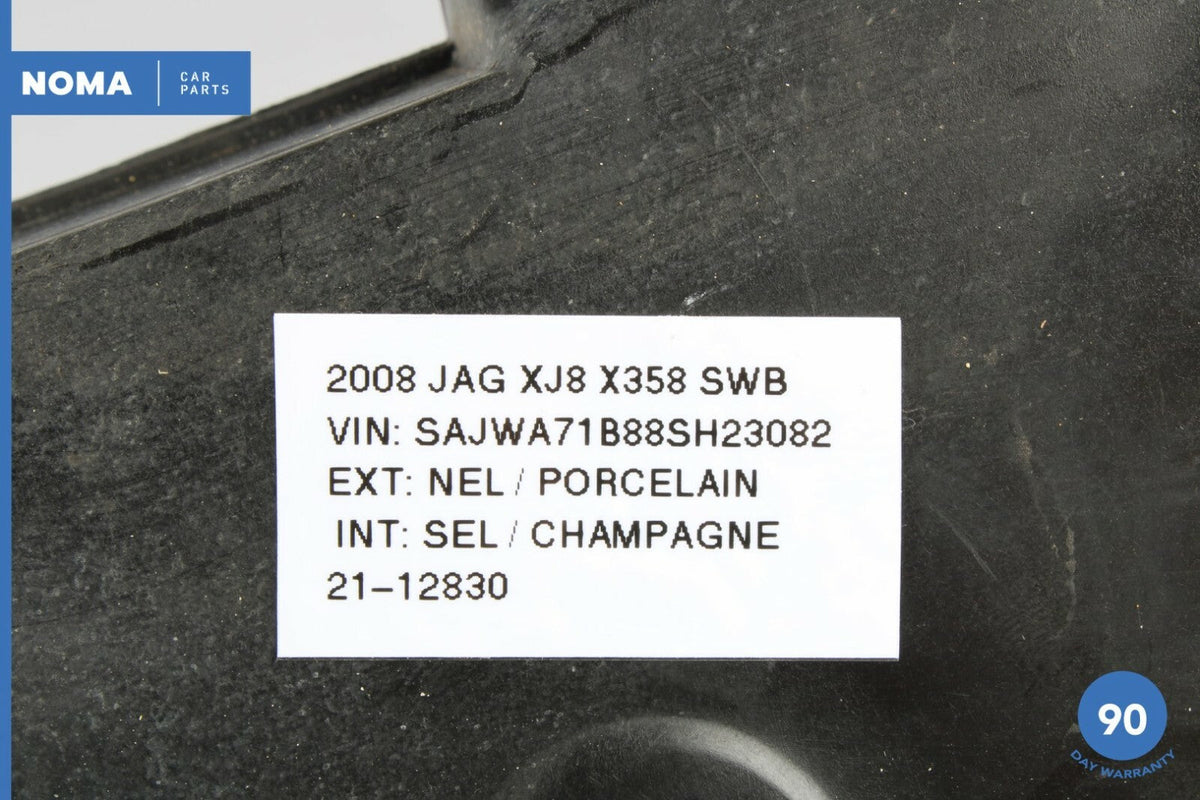 NOMA
CAR
PARTS
2008 JAG XJ8 X358 SWB
VIN: SAJWA71B88SH23082
EXT: NEL / PORCELAIN
INT: SEL / CHAMPAGNE
21-12830
90
DAY WARRANTY